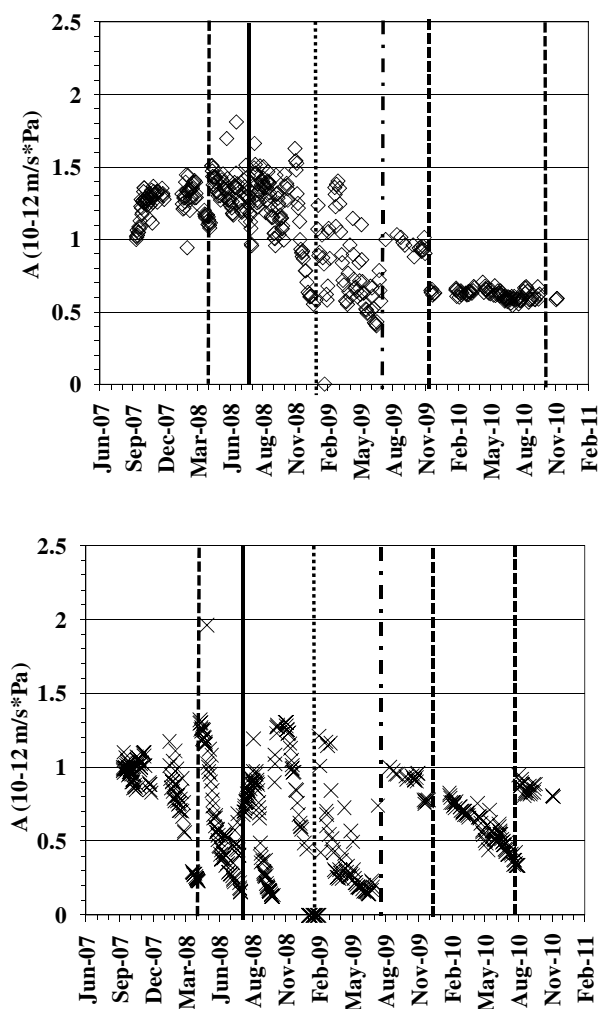 2.5
2
1.5
1
0.5
0
A (10-12 m/s*Pa)
Jun-07
Sep-07
Dec-07
Mar-08
Jun-08
Aug-08
Nov-08
Feb-09
May-09
Aug-09
Nov-09
Feb-10
May-10
Aug-10
Nov-10
Feb-11
2.5
2
1.5
1
0.5
0
A (10-12 m/s*Pa)
Jun-07
Sep-07
Dec-07
Mar-08
Jun-08
Aug-08
Nov-08
Feb-09
May-09
Aug-09
Nov-09
Feb-10
May-10
Aug-10
Nov-10
Feb-11